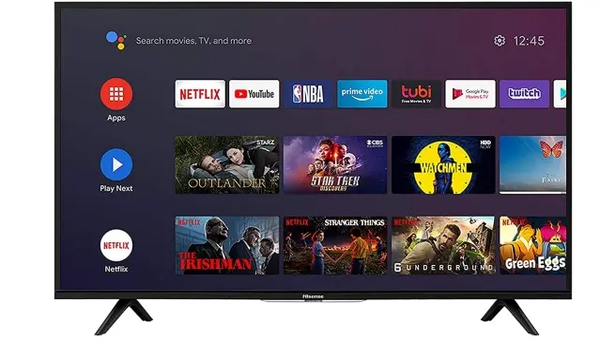 Search movies, TV, and more
12:45
NETFLIX
YouTube
NBA
prime video
tubi
Free Movies & TV
Google Play
Movies & TV
twitch
Apps
STARZ
OUTLANDER
CBS
STAR TREK
DISCOVERY
HBO
NOW
WATCHMEN
Play Next
NETFLIX
Netflix
NETFLIX
THE
IRISHMAN
NETFLIX
STRANGER THINGS
NETFLIX
6 UNDERGROUND
Green Eggs
Hisense